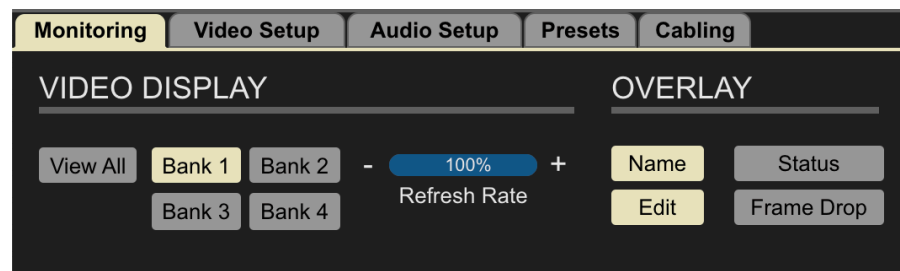 Monitoring Video Setup Audio Setup Presets Cabling
VIDEO DISPLAY OVERLAY
View All Bank 1 Bank 2 - 100% + Name Status
Refresh Rate
Bank 3 Bank 4 Edit Frame Drop